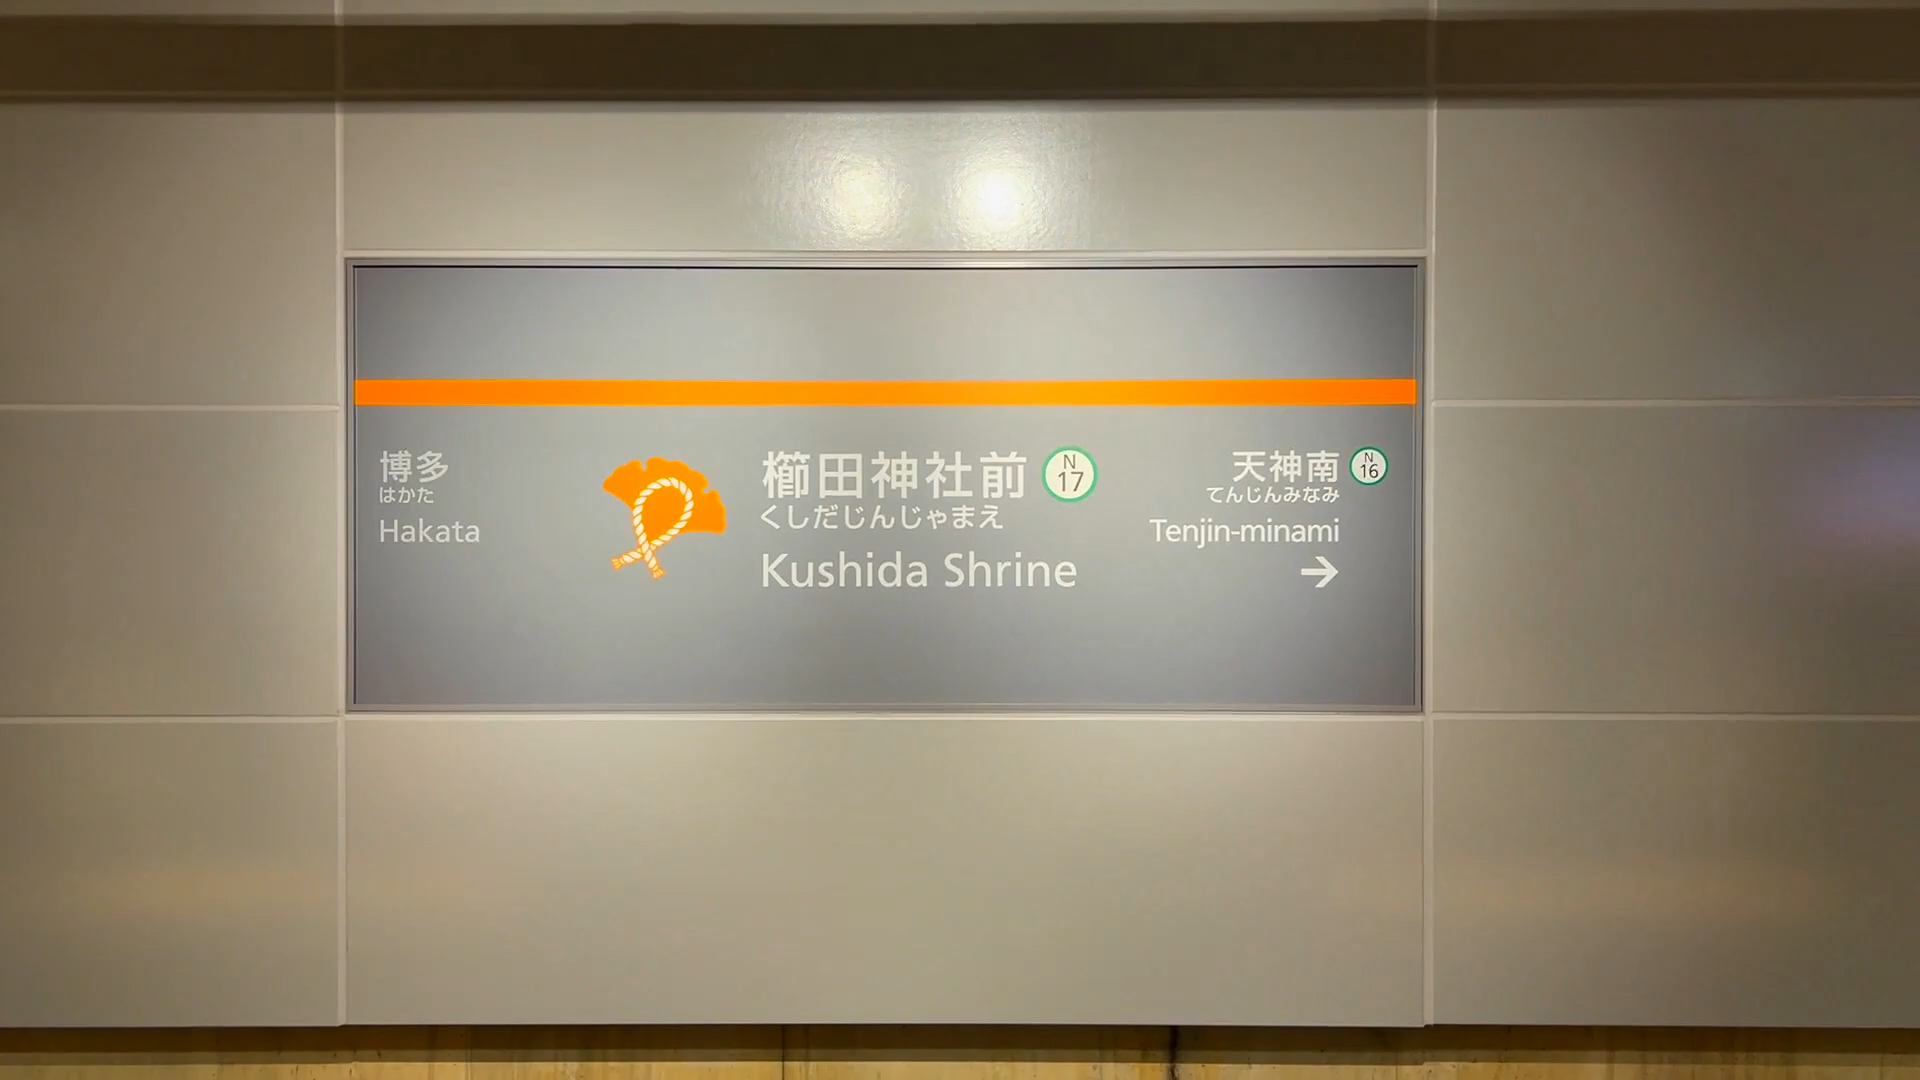 博多
はかた
Hakata
櫛田神社前 N 17
くしだじんじゃまえ
Kushida Shrine
天神南 N 16
てんじんみなみ
Tenjin-minami
→